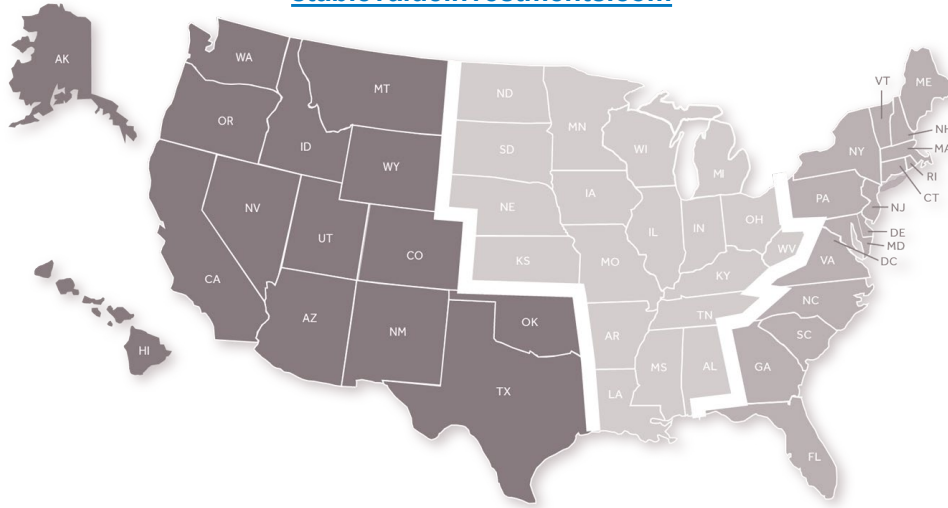 stablevalueinvestments.com
AK
WA
MT
ND
MN
VT
ME
OR
ID
SD
WI
NY
NH
MA
WY
MI
RI
CT
NV
NE
IA
PA
NJ
UT
CO
IL
IN
OH
WV
DE
MD
DC
VA
CA
KS
MO
KY
NC
AZ
NM
OK
AR
TN
SC
HI
TX
MS
AL
GA
LA
FL